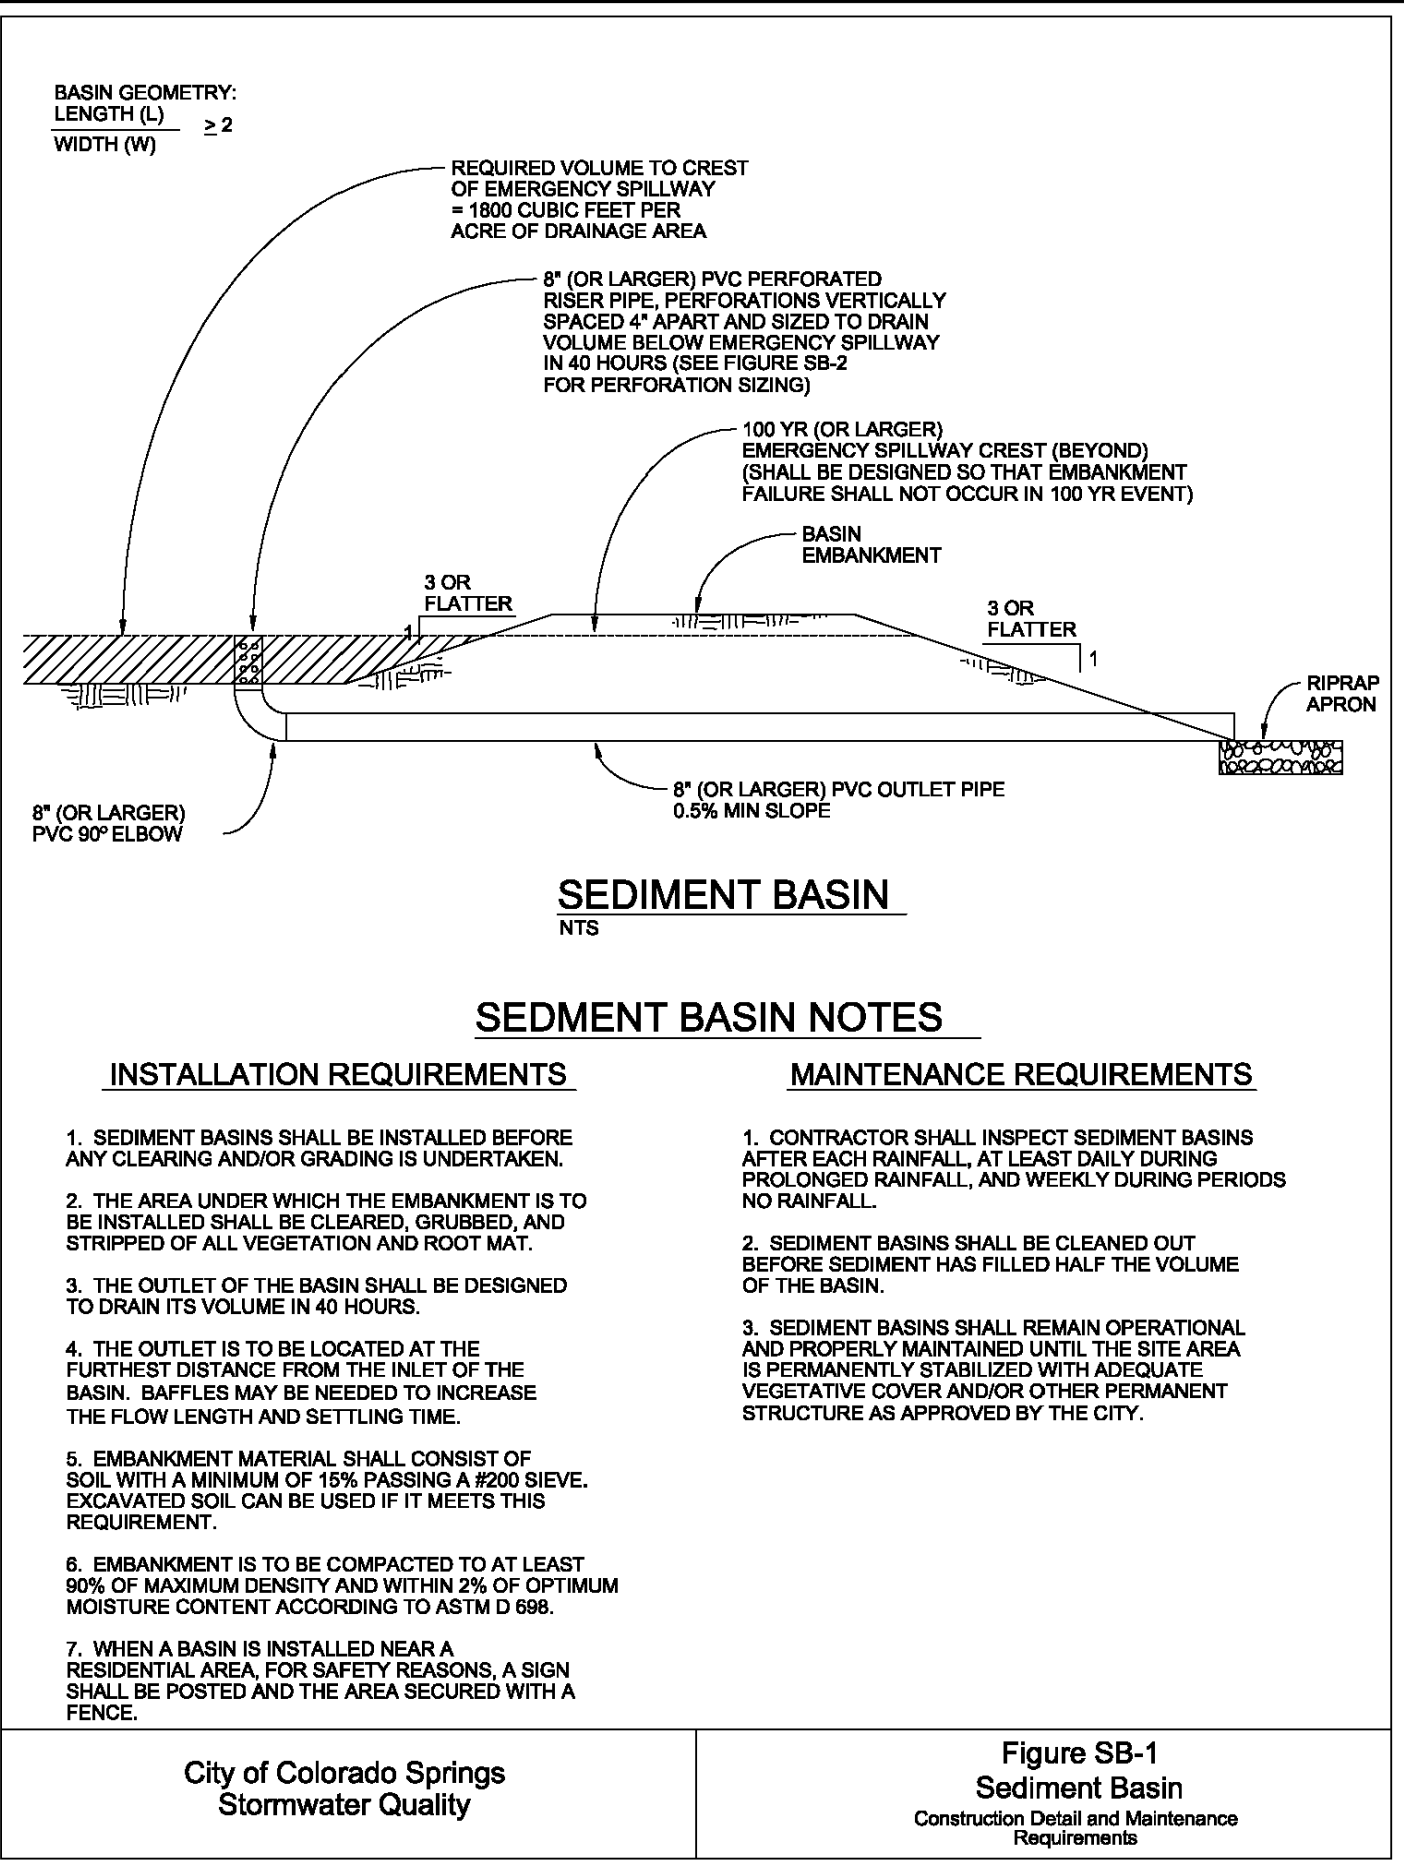 BASIN GEOMETRY:
LENGTH (L)
WIDTH (W)
≥ 2
REQUIRED VOLUME TO CREST
OF EMERGENCY SPILLWAY
= 1800 CUBIC FEET PER
ACRE OF DRAINAGE AREA
8" (OR LARGER) PVC PERFORATED
RISER PIPE, PERFORATIONS VERTICALLY
SPACED 4" APART AND SIZED TO DRAIN
VOLUME BELOW EMERGENCY SPILLWAY
IN 40 HOURS (SEE FIGURE SB-2
FOR PERFORATION SIZING)
100 YR (OR LARGER)
EMERGENCY SPILLWAY CREST (BEYOND)
(SHALL BE DESIGNED SO THAT EMBANKMENT
FAILURE SHALL NOT OCCUR IN 100 YR EVENT)
BASIN
EMBANKMENT
3 OR
FLATTER
1
3 OR
FLATTER
1
RIPRAP
APRON
8" (OR LARGER) PVC OUTLET PIPE
0.5% MIN SLOPE
8" (OR LARGER)
PVC 90º ELBOW
SEDIMENT BASIN
NTS
SEDMENT BASIN NOTES
INSTALLATION REQUIREMENTS
1. SEDIMENT BASINS SHALL BE INSTALLED BEFORE
ANY CLEARING AND/OR GRADING IS UNDERTAKEN.
2. THE AREA UNDER WHICH THE EMBANKMENT IS TO
BE INSTALLED SHALL BE CLEARED, GRUBBED, AND
STRIPPED OF ALL VEGETATION AND ROOT MAT.
3. THE OUTLET OF THE BASIN SHALL BE DESIGNED
TO DRAIN ITS VOLUME IN 40 HOURS.
4. THE OUTLET IS TO BE LOCATED AT THE
FURTHEST DISTANCE FROM THE INLET OF THE
BASIN. BAFFLES MAY BE NEEDED TO INCREASE
THE FLOW LENGTH AND SETTLING TIME.
5. EMBANKMENT MATERIAL SHALL CONSIST OF
SOIL WITH A MINIMUM OF 15% PASSING A #200 SIEVE.
EXCAVATED SOIL CAN BE USED IF IT MEETS THIS
REQUIREMENT.
6. EMBANKMENT IS TO BE COMPACTED TO AT LEAST
90% OF MAXIMUM DENSITY AND WITHIN 2% OF OPTIMUM
MOISTURE CONTENT ACCORDING TO ASTM D 698.
7. WHEN A BASIN IS INSTALLED NEAR A
RESIDENTIAL AREA, FOR SAFETY REASONS, A SIGN
SHALL BE POSTED AND THE AREA SECURED WITH A
FENCE.
MAINTENANCE REQUIREMENTS
1. CONTRACTOR SHALL INSPECT SEDIMENT BASINS
AFTER EACH RAINFALL, AT LEAST DAILY DURING
PROLONGED RAINFALL, AND WEEKLY DURING PERIODS
NO RAINFALL.
2. SEDIMENT BASINS SHALL BE CLEANED OUT
BEFORE SEDIMENT HAS FILLED HALF THE VOLUME
OF THE BASIN.
3. SEDIMENT BASINS SHALL REMAIN OPERATIONAL
AND PROPERLY MAINTAINED UNTIL THE SITE AREA
IS PERMANENTLY STABILIZED WITH ADEQUATE
VEGETATIVE COVER AND/OR OTHER PERMANENT
STRUCTURE AS APPROVED BY THE CITY.
City of Colorado Springs
Stormwater Quality
Figure SB-1
Sediment Basin
Construction Detail and Maintenance
Requirements